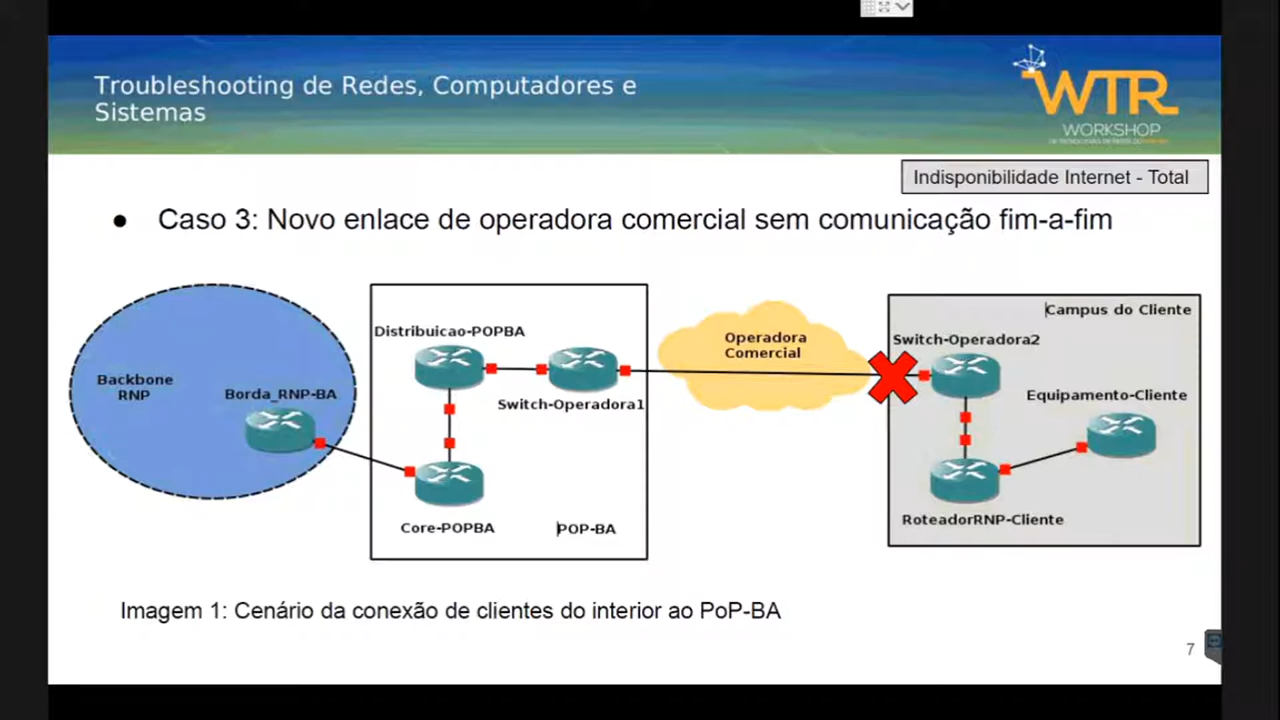 Troubleshooting de Redes, Computadores e
Sistemas
WTR
WORKSHOP
Indisponibilidade Internet - Total
● Caso 3: Novo enlace de operadora comercial sem comunicação fim-a-fim
Backbone
RNP
Borda_RNP-BA
Distribuicao-POPBA
Switch-Operadora1
Core-POPBA
POP-BA
Operadora
Comercial
Campus do Cliente
Switch-Operadora2
Equipamento-Cliente
RoteadorRNP-Cliente
Imagem 1: Cenário da conexão de clientes do interior ao PoP-BA
7